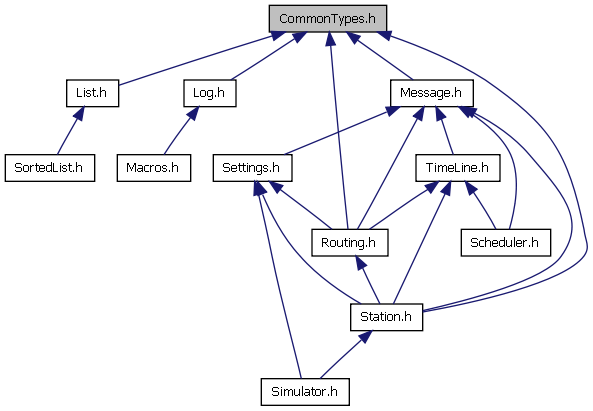 CommonTypes.h
List.h
Log.h
Message.h
SortedList.h
Macros.h
Settings.h
TimeLine.h
Routing.h
Scheduler.h
Station.h
Simulator.h